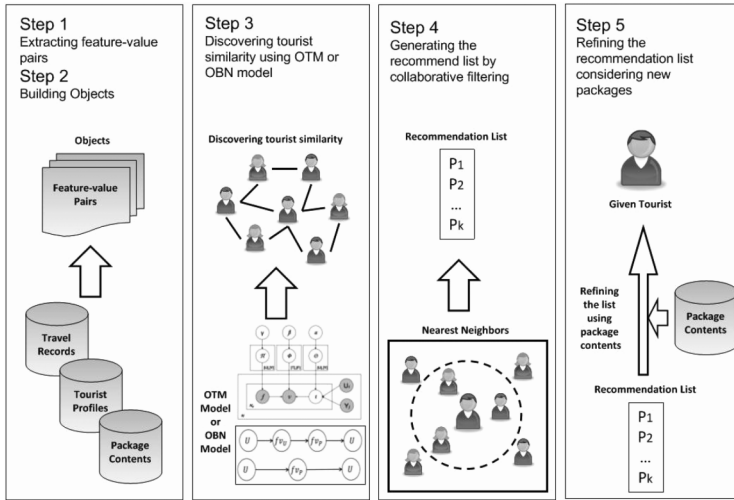 Step 1
Extracting feature-value
pairs
Step 2
Building Objects
Objects
Feature-value
Pairs
Travel
Records
Tourist
Profiles
Package
Contents
Step 3
Discovering tourist
similarity using OTM or
OBN model
Discovering tourist similarity
OTM
Model
or
OBN
Model
U fv_U fv_P U
U fv_P U
Step 4
Generating the
recommend list by
collaborative filtering
Recommendation List
P1
P2
...
Pk
Nearest Neighbors
Step 5
Refining the
recommendation list
considering new
packages
Given Tourist
Refining
the list
using
package
contents
Package
Contents
Recommendation List
P1
P2
...
Pk